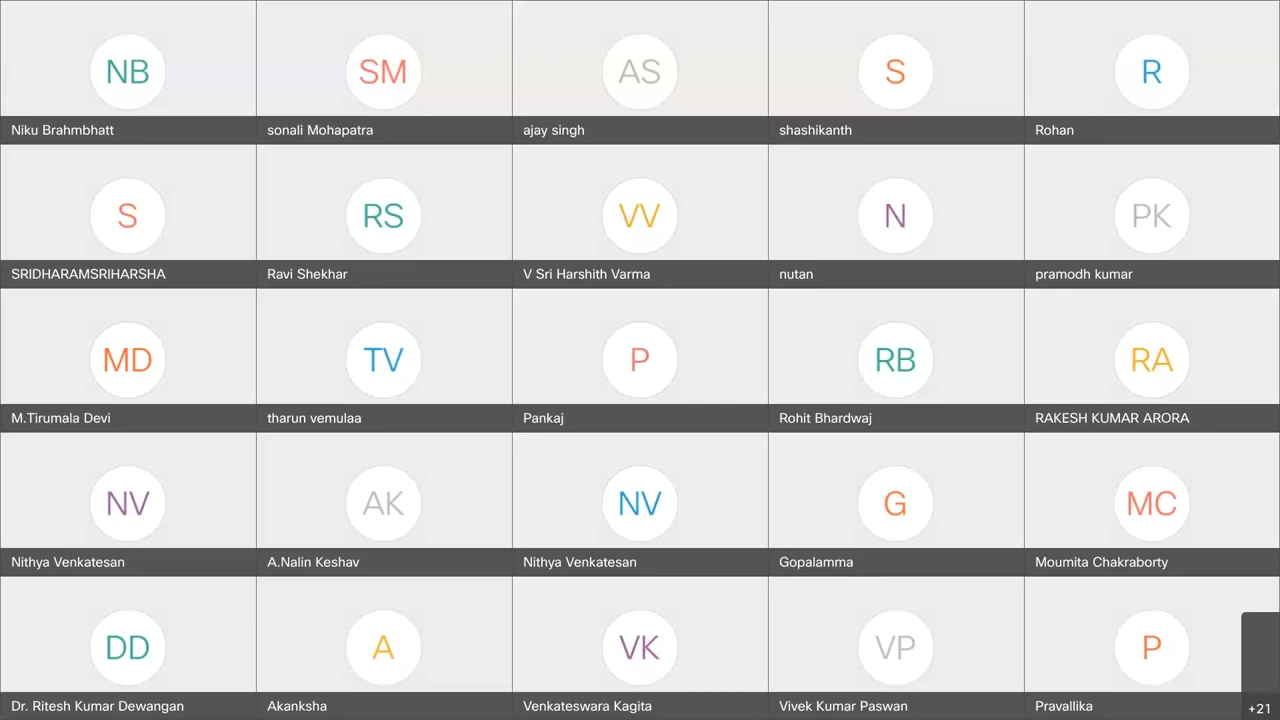 NB
SM
AS
S
R
Niku Brahmbhatt
sonali Mohapatra
ajay singh
shashikanth
Rohan
S
RS
VV
N
PK
SRIDHARAMSRIHARSHA
Ravi Shekhar
V Sri Harshith Varma
nutan
pramodh kumar
MD
TV
P
RB
RA
M.Tirumala Devi
tharun vemulaa
Pankaj
Rohit Bhardwaj
RAKESH KUMAR ARORA
NV
AK
NV
G
MC
Nithya Venkatesan
A.Nalin Keshav
Nithya Venkatesan
Gopalamma
Moumita Chakraborty
DD
A
VK
VP
P
Dr. Ritesh Kumar Dewangan
Akanksha
Venkateswara Kagita
Vivek Kumar Paswan
Pravallika
+21